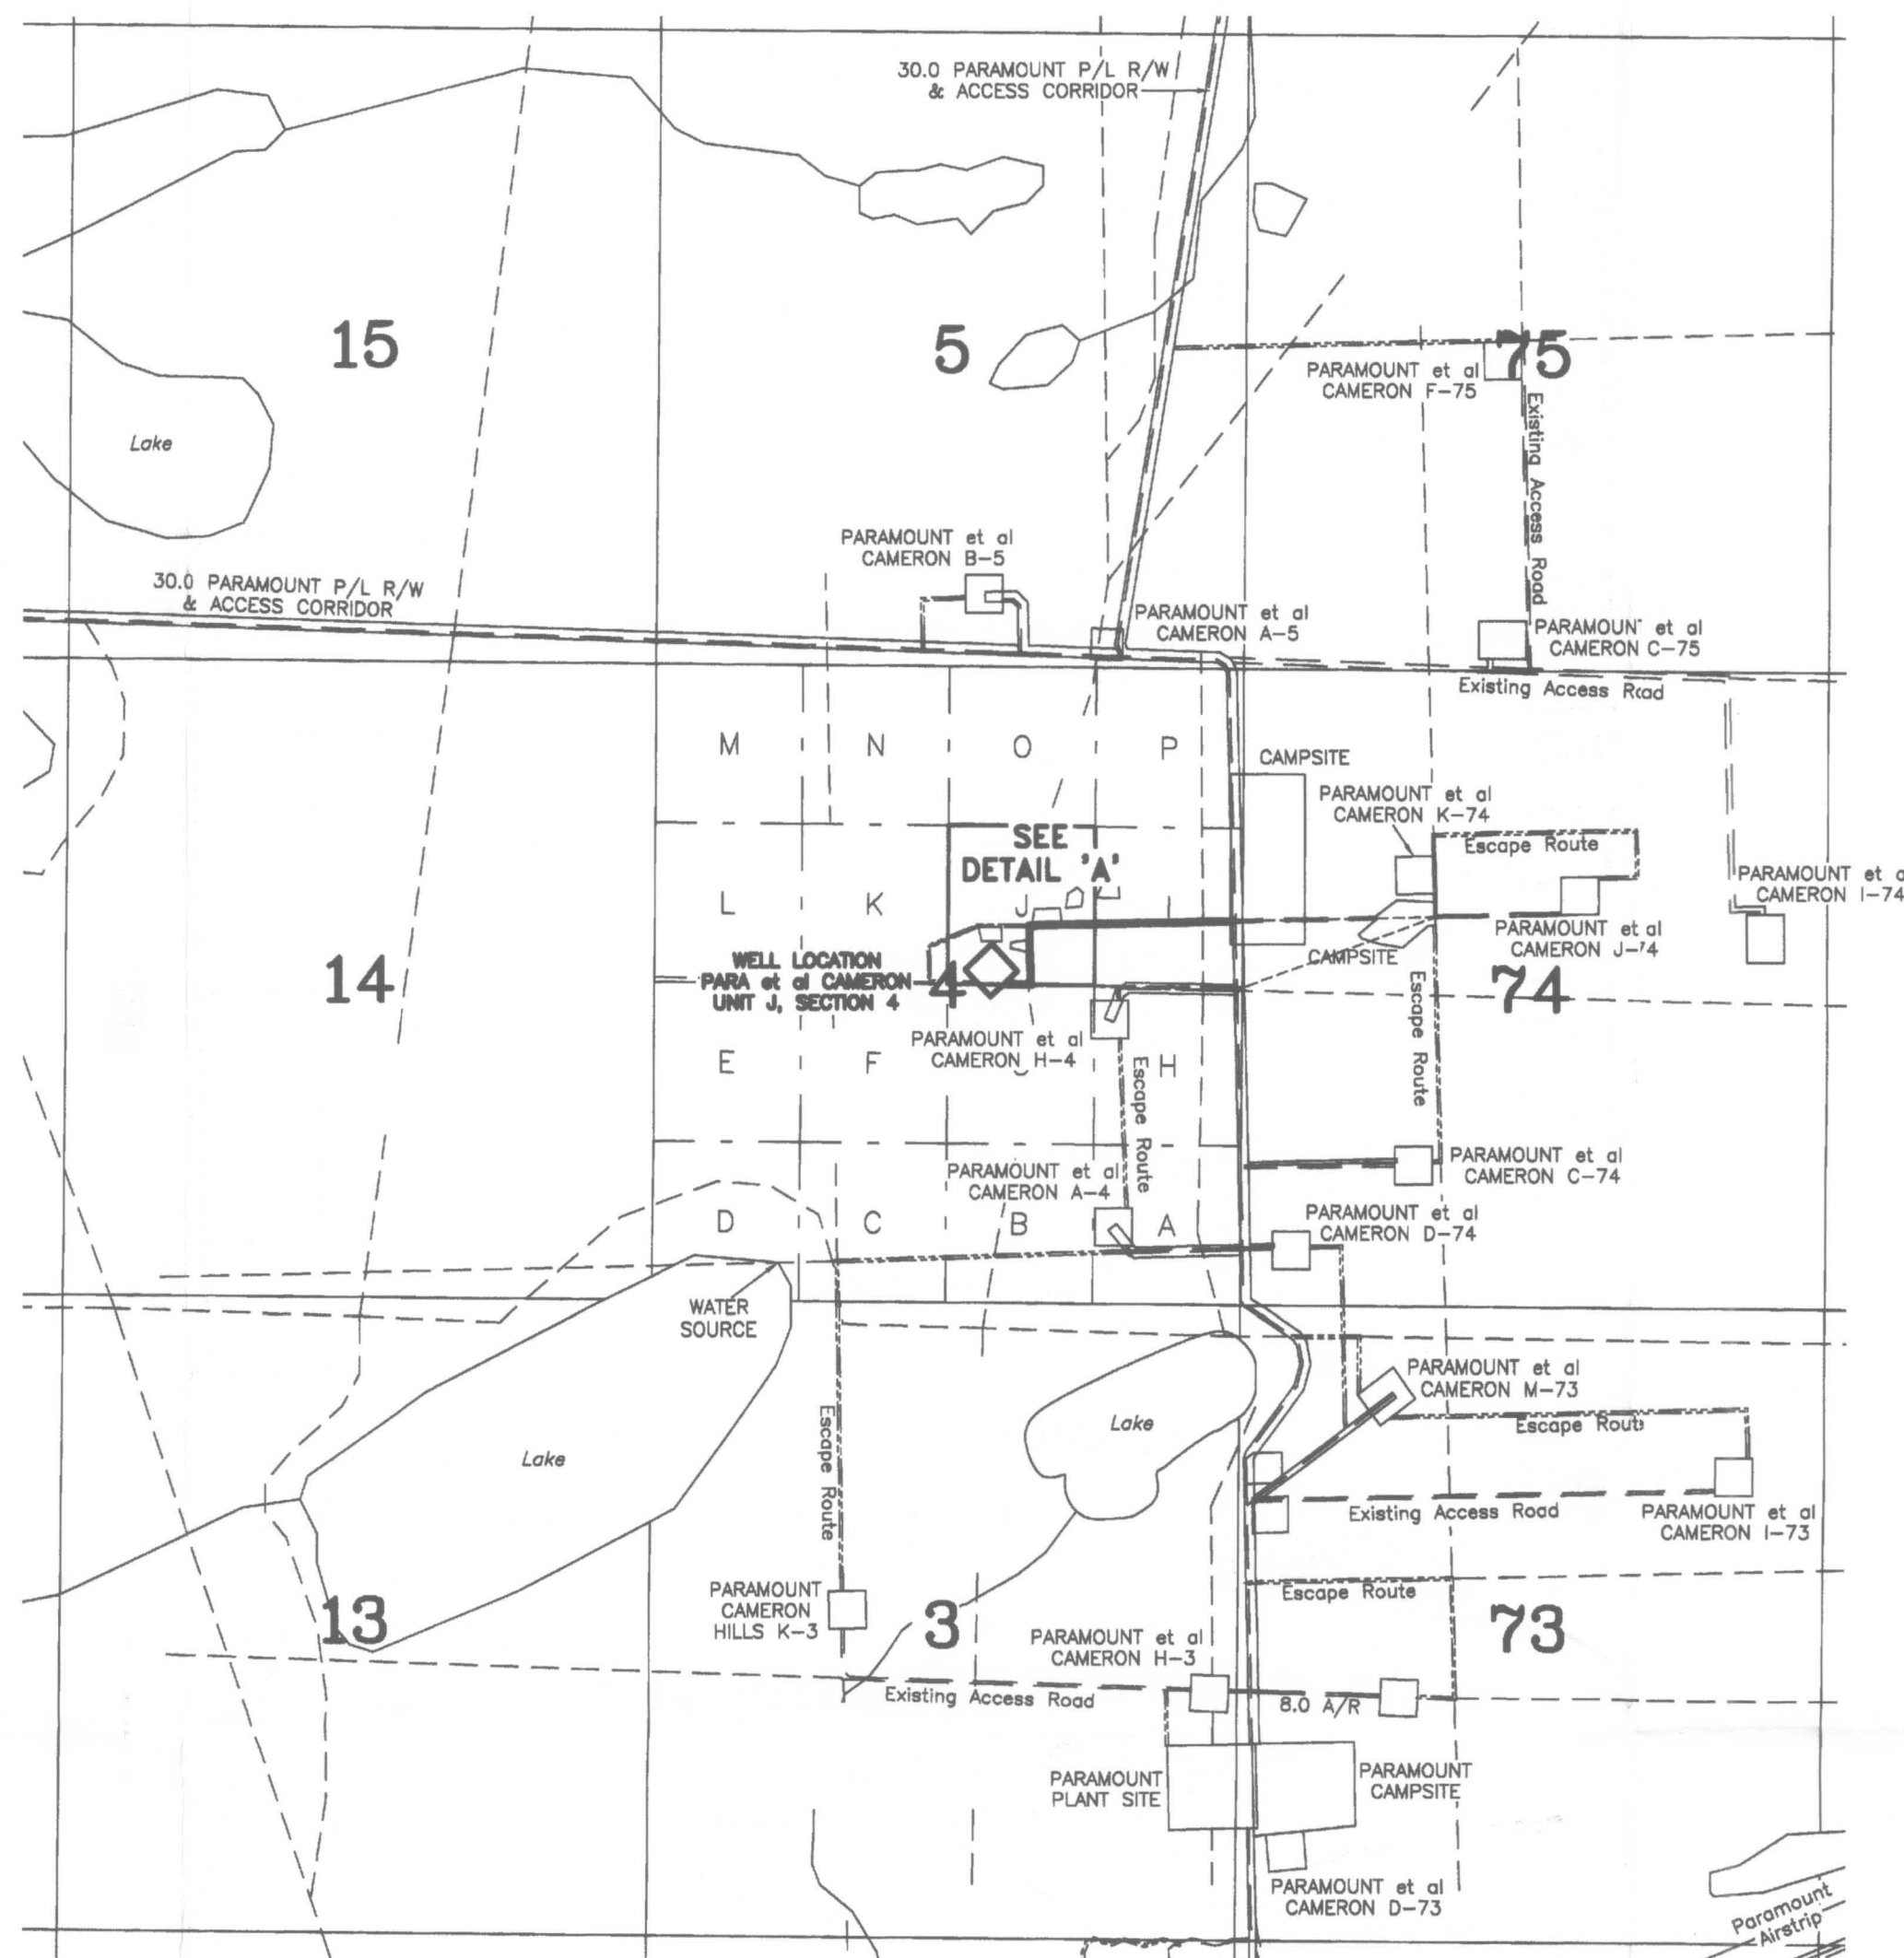 30.0 PARAMOUNT P/L R/W
& ACCESS CORRIDOR
15
5
75
PARAMOUNT et al
CAMERON F-75
Existing Access Road
Lake
PARAMOUNT et al
CAMERON B-5
30.0 PARAMOUNT P/L R/W
& ACCESS CORRIDOR
PARAMOUNT et al
CAMERON A-5
PARAMOUN et al
CAMERON C-75
Existing Access Road
M
N
O
P
CAMPSITE
PARAMOUNT et al
CAMERON K-74
Escape Route
SEE
DETAIL 'A'
PARAMOUNT et a
CAMERON I-74
L
K
J
I
PARAMOUNT et al
CAMERON J-74
CAMPSITE
WELL LOCATION
PARA et al CAMERON
UNIT J, SECTION 4
14
4
74
Escape Route
PARAMOUNT et al
CAMERON H-4
E
F
H
Escape Route
PARAMOUNT et al
CAMERON C-74
PARAMOUNT et al
CAMERON A-4
D
C
B
A
PARAMOUNT et al
CAMERON D-74
WATER
SOURCE
PARAMOUNT et al
CAMERON M-73
Escape Route
Lake
Lake
Escape Route
Existing Access Road
PARAMOUNT et al
CAMERON I-73
PARAMOUNT
CAMERON
HILLS K-3
13
3
Escape Route
73
PARAMOUNT et al
CAMERON H-3
Existing Access Road
8.0 A/R
PARAMOUNT
PLANT SITE
PARAMOUNT
CAMPSITE
PARAMOUNT et al
CAMERON D-73
Paramount
Airstrip